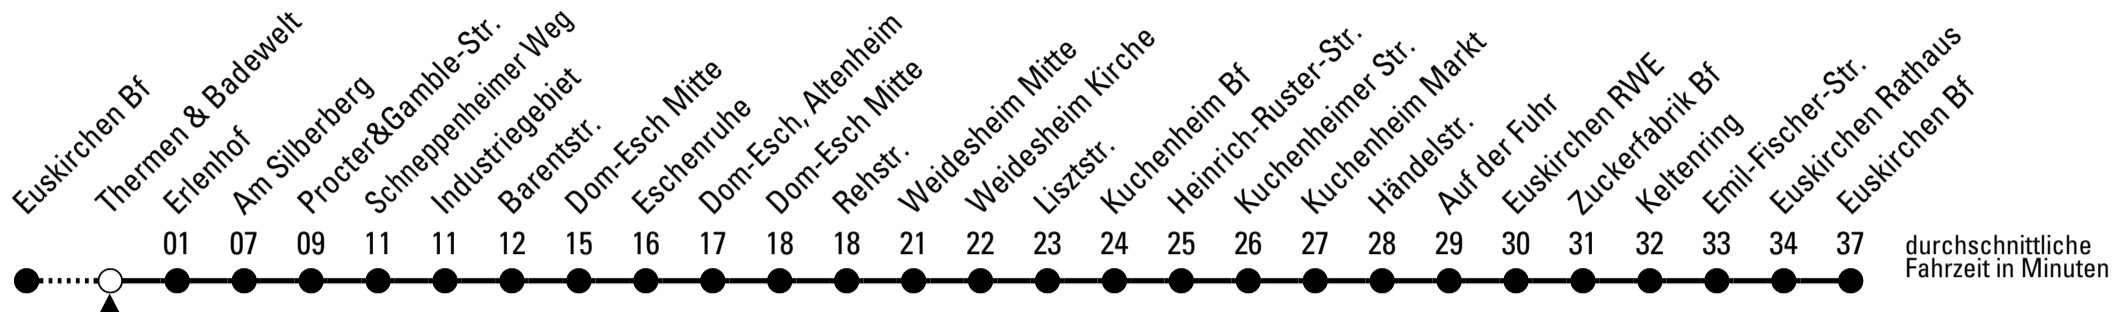 Euskirchen Bf
Thermen & Badewelt
Erlenhof
Am Silberberg
Procter&Gamble-Str.
Schneppenheimer Weg
Industriegebiet
Barentstr.
Dom-Esch Mitte
Eschenruhe
Dom-Esch, Altenheim
Dom-Esch Mitte
Rehstr.
Weidesheim Mitte
Weidesheim Kirche
Lisztstr.
Kuchenheim Bf
Heinrich-Ruster-Str.
Kuchenheimer Str.
Kuchenheim Markt
Händelstr.
Auf der Fuhr
Euskirchen RWE
Zuckerfabrik Bf
Keltenring
Emil-Fischer-Str.
Euskirchen Rathaus
Euskirchen Bf
01 07 09 11 11 12 15 16 17 18 18 21 22 23 24 25 26 27 28 29 30 31 32 33 34 37
durchschnittliche
Fahrzeit in Minuten